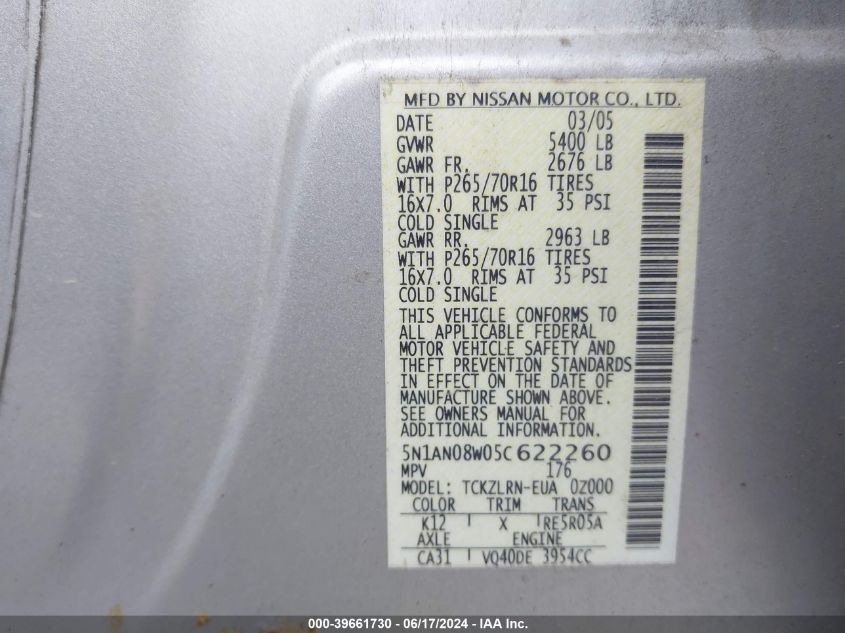 MFD BY NISSAN MOTOR CO., LTD.
DATE 03/05
GVWR 5400 LB
GAWR FR. 2676 LB
WITH P265/70R16 TIRES
16X7.0 RIMS AT 35 PSI
COLD SINGLE
GAWR RR. 2963 LB
WITH P265/70R16 TIRES
16X7.0 RIMS AT 35 PSI
COLD SINGLE
THIS VEHICLE CONFORMS TO
ALL APPLICABLE FEDERAL
MOTOR VEHICLE SAFETY AND
THEFT PREVENTION STANDARDS
IN EFFECT ON THE DATE OF
MANUFACTURE SHOWN ABOVE.
SEE OWNERS MANUAL FOR
ADDITIONAL INFORMATION.
5N1AN08W05C622260
MPV 176
MODEL: TCKZLRN-EUA 0Z000
COLOR TRIM TRANS
K12 X RE5R05A
AXLE ENGINE
CA31 VQ40DE 3954CC
000-39661730 - 06/17/2024 - IAA Inc.